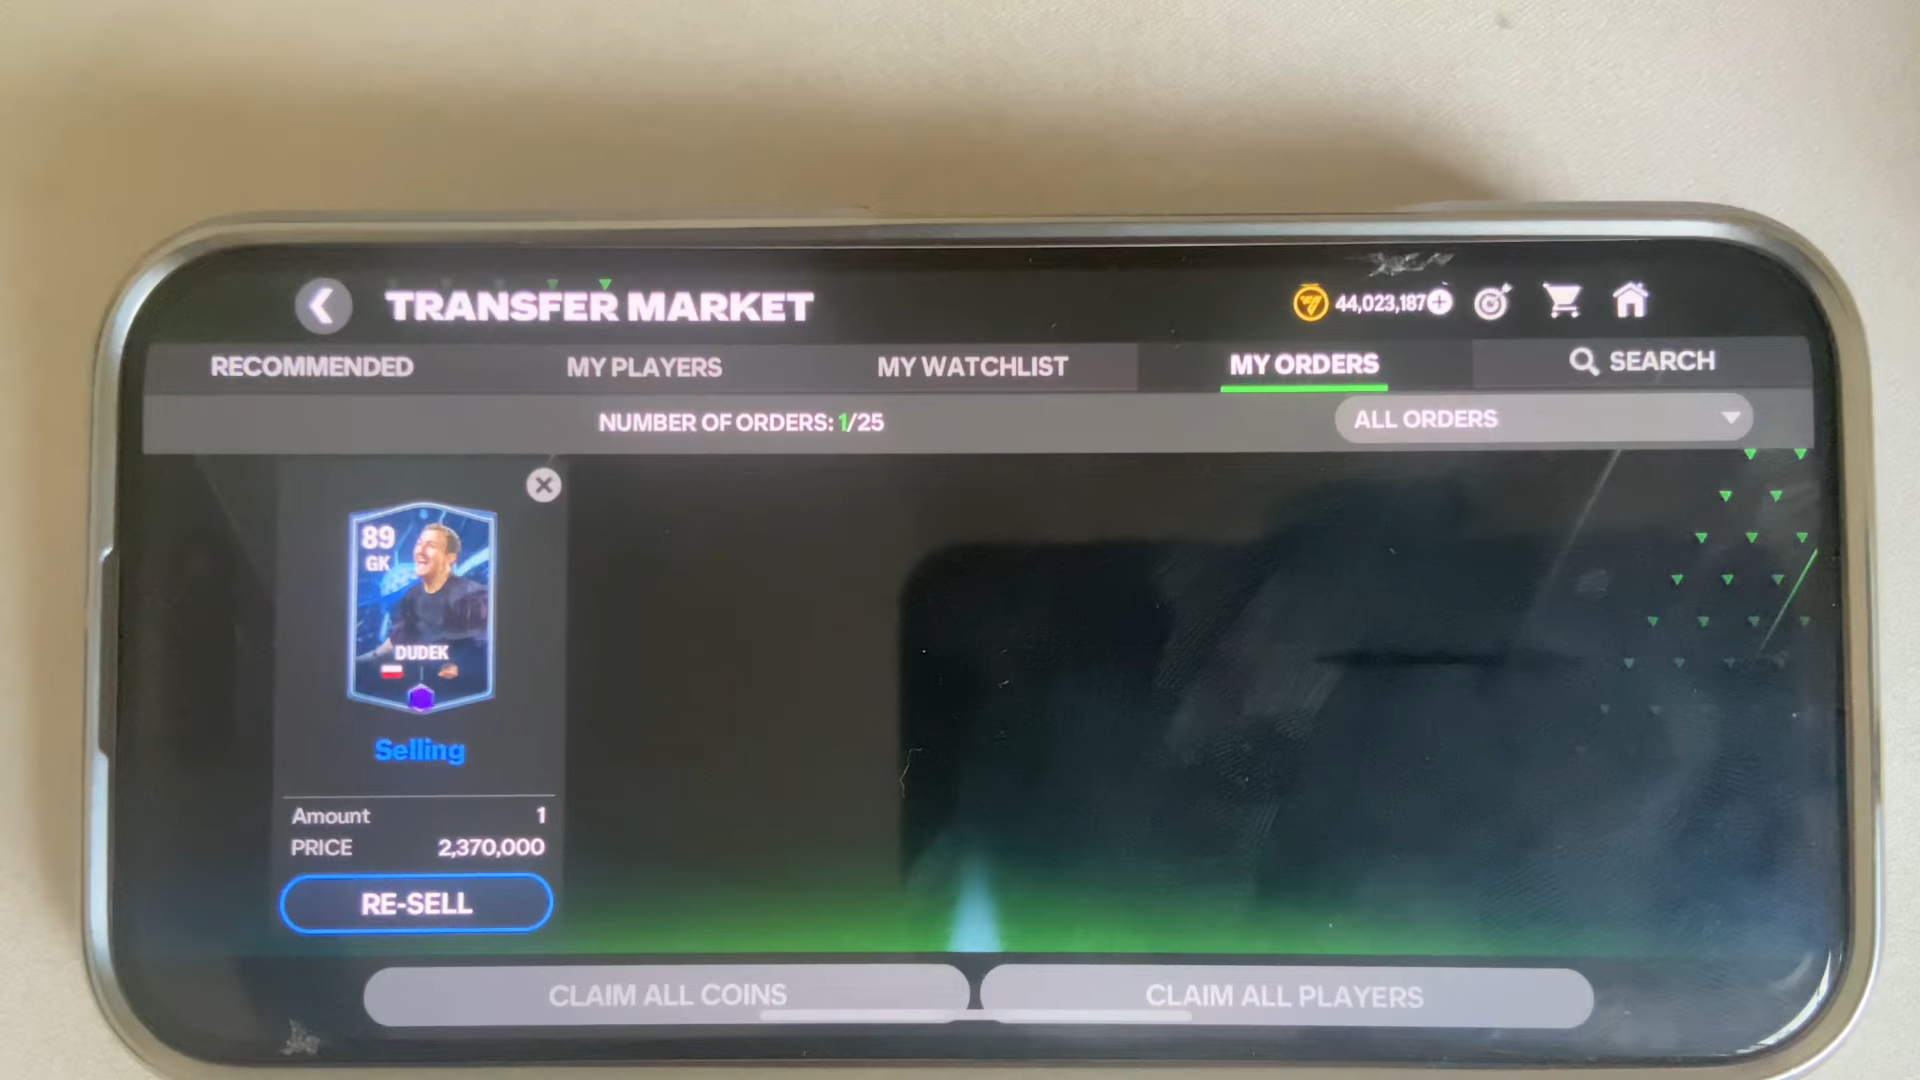 TRANSFER MARKET
44,023,187
RECOMMENDED
MY PLAYERS
MY WATCHLIST
MY ORDERS
SEARCH
NUMBER OF ORDERS: 1/25
ALL ORDERS
89
GK
DUDEK
Selling
Amount 1
PRICE 2,370,000
RE-SELL
CLAIM ALL COINS
CLAIM ALL PLAYERS